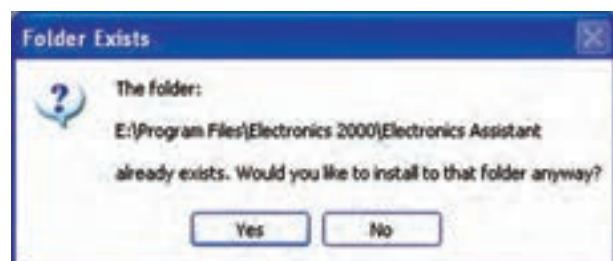 Folder Exists
The folder:
E:\Program Files\Electronics 2000\Electronics Assistant
already exists. Would you like to install to that folder anyway?
Yes No